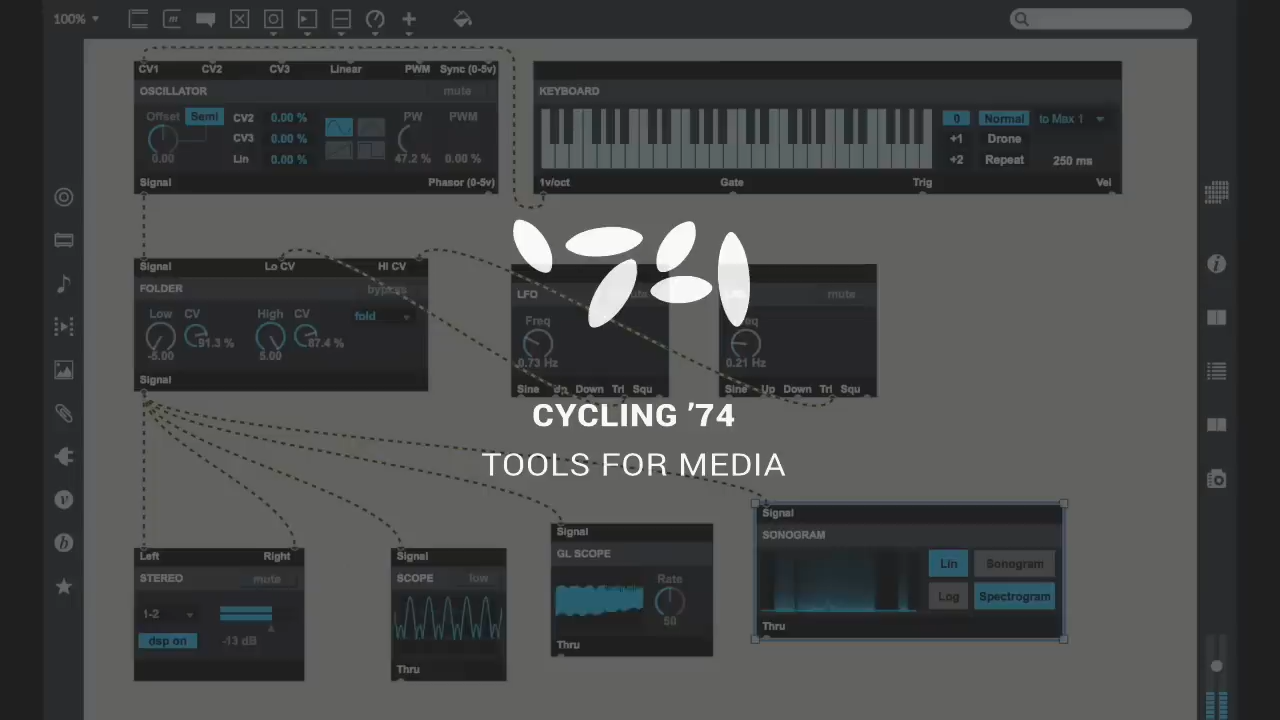 100%
m
CV1 CV2 CV3 Linear PWM Sync (0-5v)
OSCILLATOR mute
Offset Semi CV2 0.00 % PW PWM
CV3 0.00 %
0.00 Lin 0.00 % 47.2 % 0.00 %
Signal Phasor (0-5v)
KEYBOARD
0 Normal to Max 1
+1 Drone
+2 Repeat 250 ms
1v/oct Gate Trig Vel
Signal Lo CV Hi CV
FOLDER bypass
Low CV High CV fold
-5.00 91.3 % 5.00 87.4 %
Signal
LFO mute
Freq
0.73 Hz
Sine Up Down Tri Squ
mute
Freq
0.21 Hz
Sine Up Down Tri Squ
CYCLING ’74
TOOLS FOR MEDIA
Left Right
STEREO mute
1-2
dsp on -13 dB
Signal
SCOPE low
Thru
Signal
GL SCOPE
Rate
50
Thru
Signal
SONOGRAM
Lin Sonogram
Log Spectrogram
Thru
i
v
b